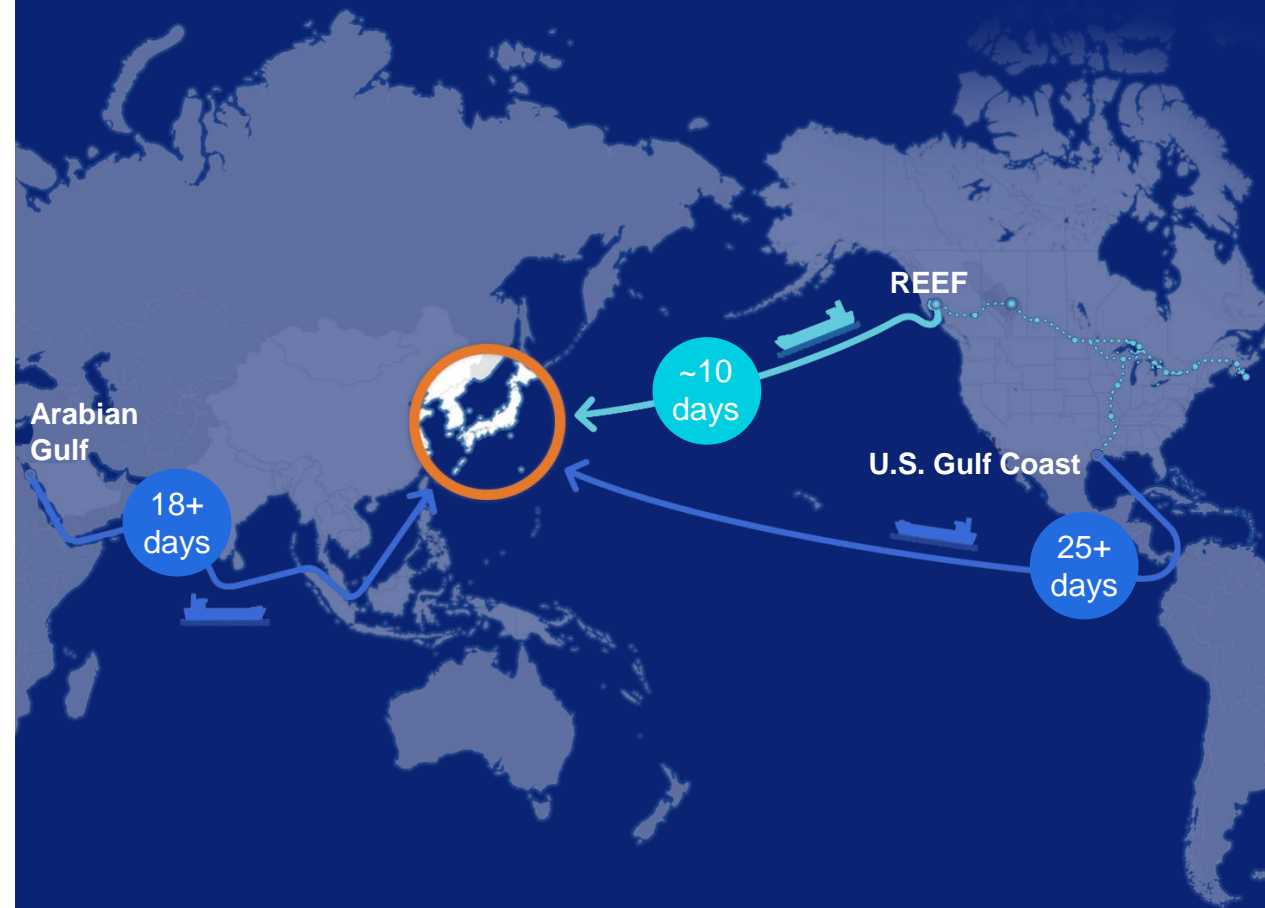 REEF
~10
days
Arabian
Gulf
U.S. Gulf Coast
18+
days
25+
days